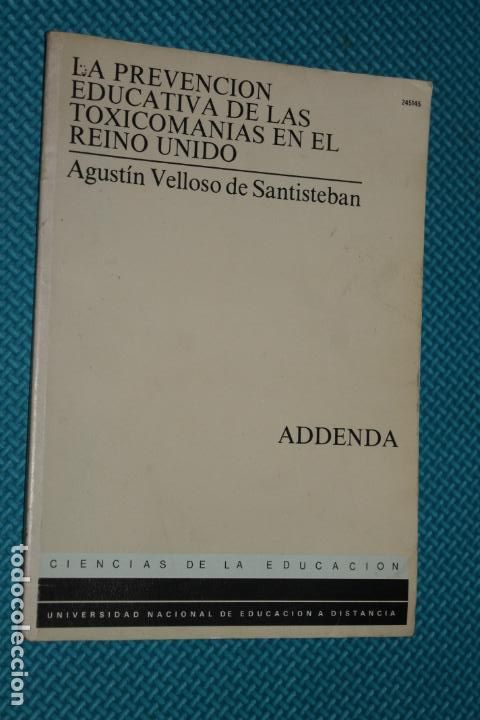 LA PREVENCION
EDUCATIVA DE LAS
TOXICOMANIAS EN EL
REINO UNIDO
245145
Agustín Velloso de Santisteban
ADDENDA
CIENCIAS DE LA EDUCACION
UNIVERSIDAD NACIONAL DE EDUCACION A DISTANCIA
todocoleccion.net